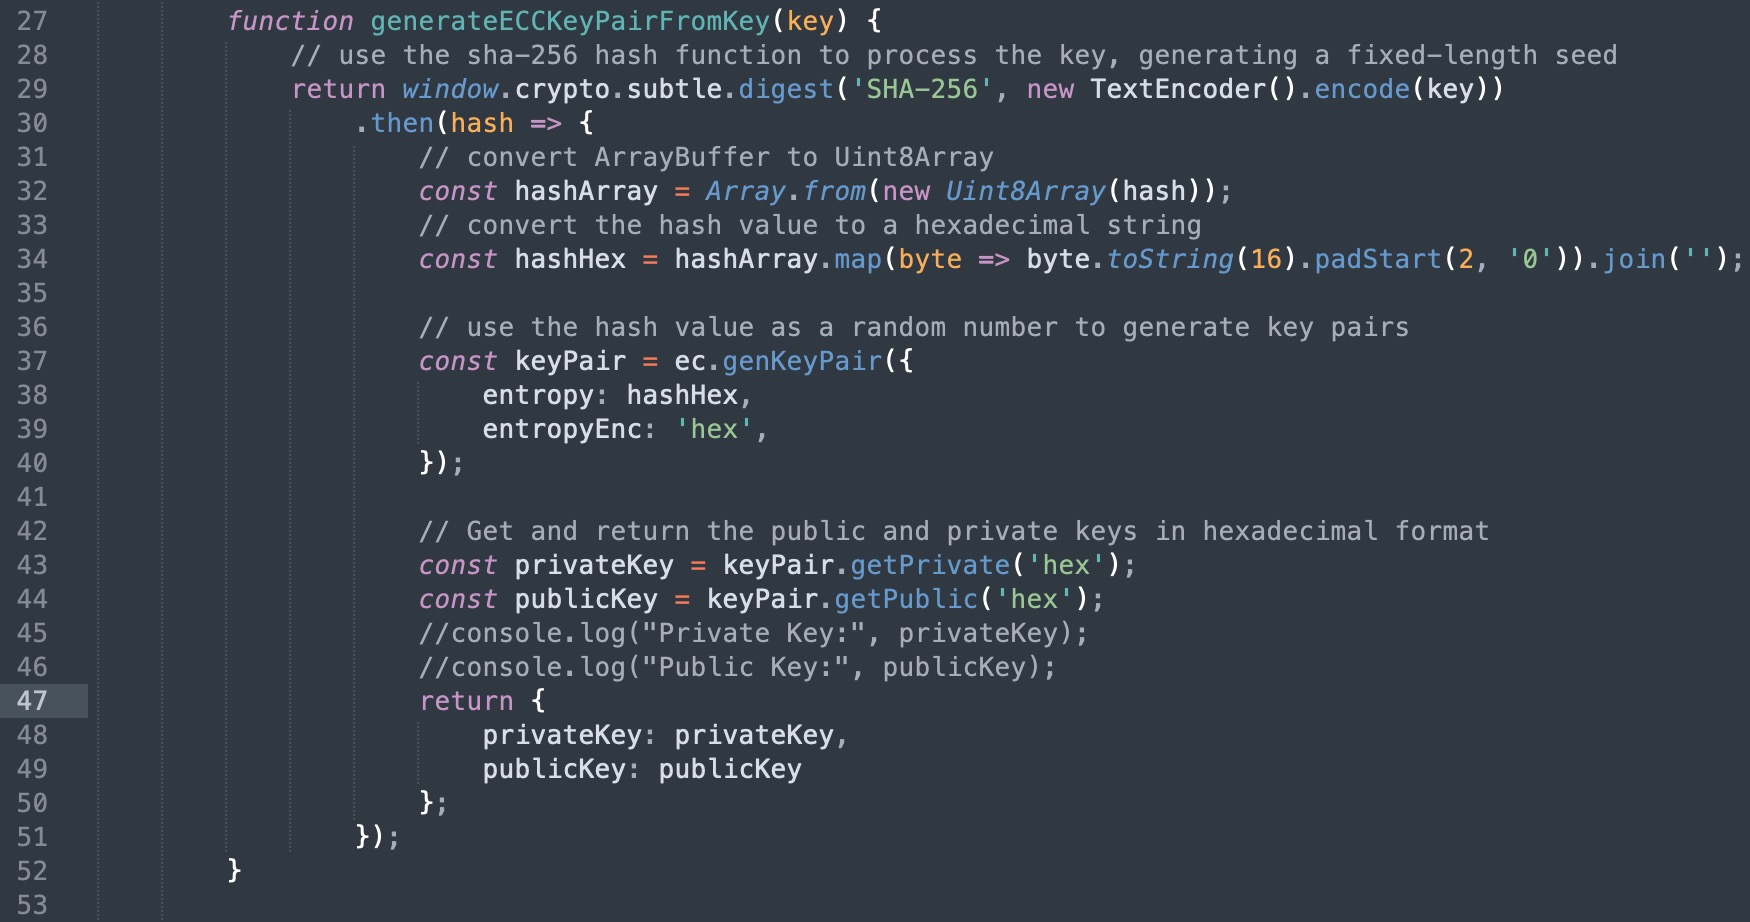 27 function generateECCKeyPairFromKey(key) {
28 // use the sha-256 hash function to process the key, generating a fixed-length seed
29 return window.crypto.subtle.digest('SHA-256', new TextEncoder().encode(key))
30 .then(hash => {
31 // convert ArrayBuffer to Uint8Array
32 const hashArray = Array.from(new Uint8Array(hash));
33 // convert the hash value to a hexadecimal string
34 const hashHex = hashArray.map(byte => byte.toString(16).padStart(2, '0')).join('');
35
36 // use the hash value as a random number to generate key pairs
37 const keyPair = ec.genKeyPair({
38 entropy: hashHex,
39 entropyEnc: 'hex',
40 });
41
42 // Get and return the public and private keys in hexadecimal format
43 const privateKey = keyPair.getPrivate('hex');
44 const publicKey = keyPair.getPublic('hex');
45 //console.log("Private Key:", privateKey);
46 //console.log("Public Key:", publicKey);
47 return {
48 privateKey: privateKey,
49 publicKey: publicKey
50 };
51 });
52 }
53